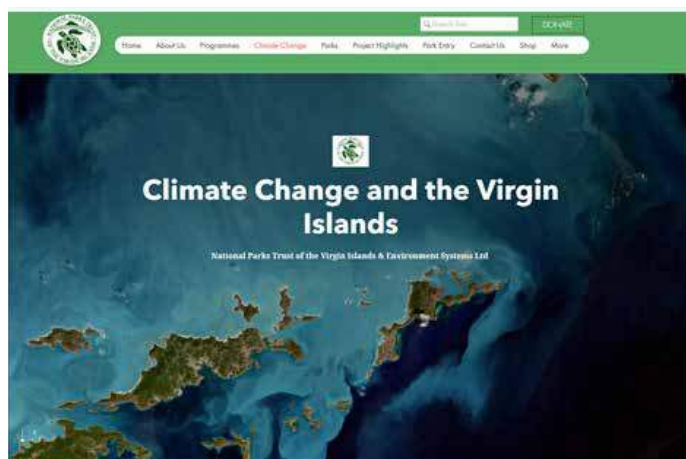 DONATE
Home About Us Programmes Climate Change Parks Project Highlights Park Entry Contact Us Shop More
Climate Change and the Virgin
Islands
National Parks Trust of the Virgin Islands & Environment Systems Ltd